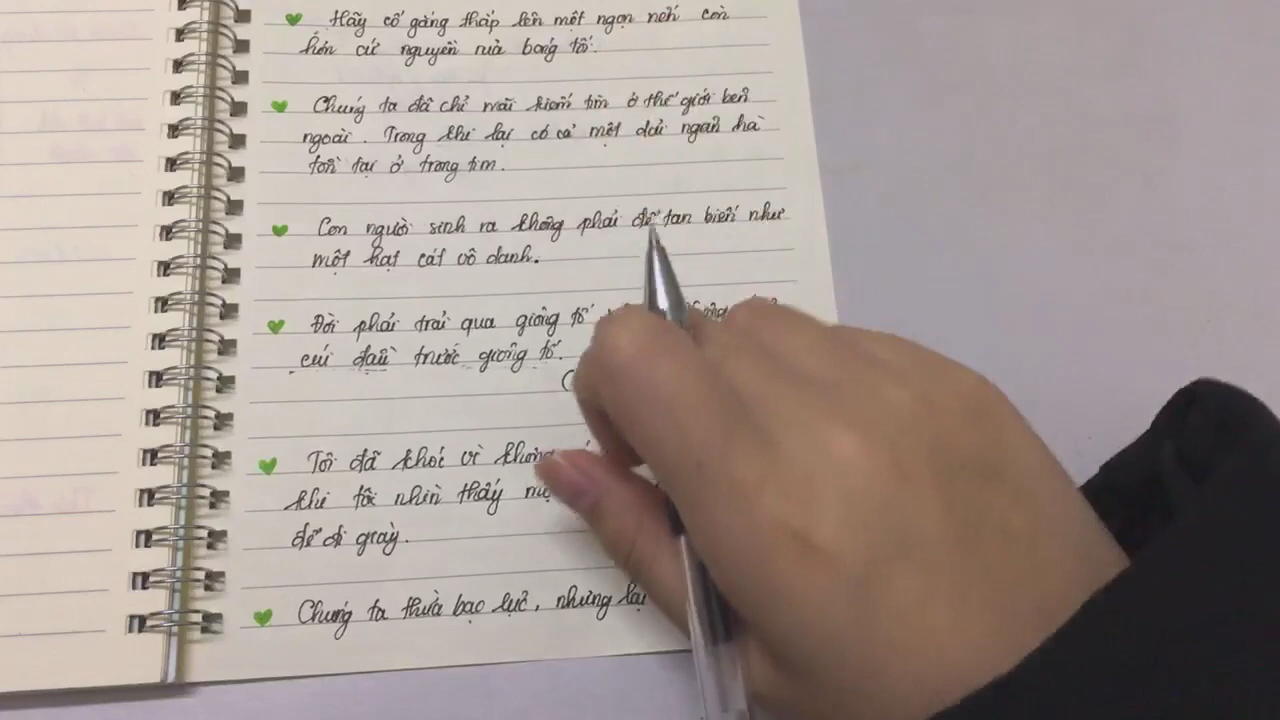 Hãy cố gắng thắp lên một ngọn nến còn
hơn cứ nguyền rủa bóng tối.
Chúng ta đã chỉ mãi kiếm tìm ở thế giới bên
ngoài. Trong khi lại có cả một dải ngân hà
tồn tại ở trong tim.
Con người sinh ra không phải để tan biến như
một hạt cát vô danh.
Đời phải trải qua giông tố
cúi đầu trước giông tố.
(
Tôi đã khóc vì không
khi tôi nhìn thấy
để đi giày.
Chúng ta thừa bạo lực, nhưng lại